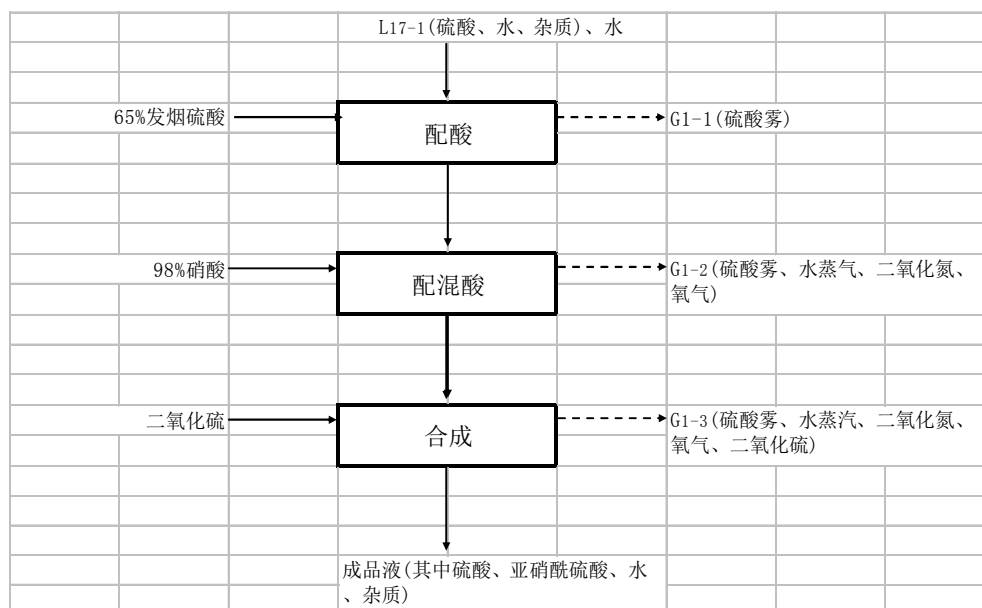 L17-1(硫酸、水、杂质)、水
65%发烟硫酸
配酸
G1-1(硫酸雾)
98%硝酸
配混酸
G1-2(硫酸雾、水蒸气、二氧化氮、
氧气)
二氧化硫
合成
G1-3(硫酸雾、水蒸汽、二氧化氮、
氧气、二氧化硫)
成品液(其中硫酸、亚硝酰硫酸、水
、杂质)